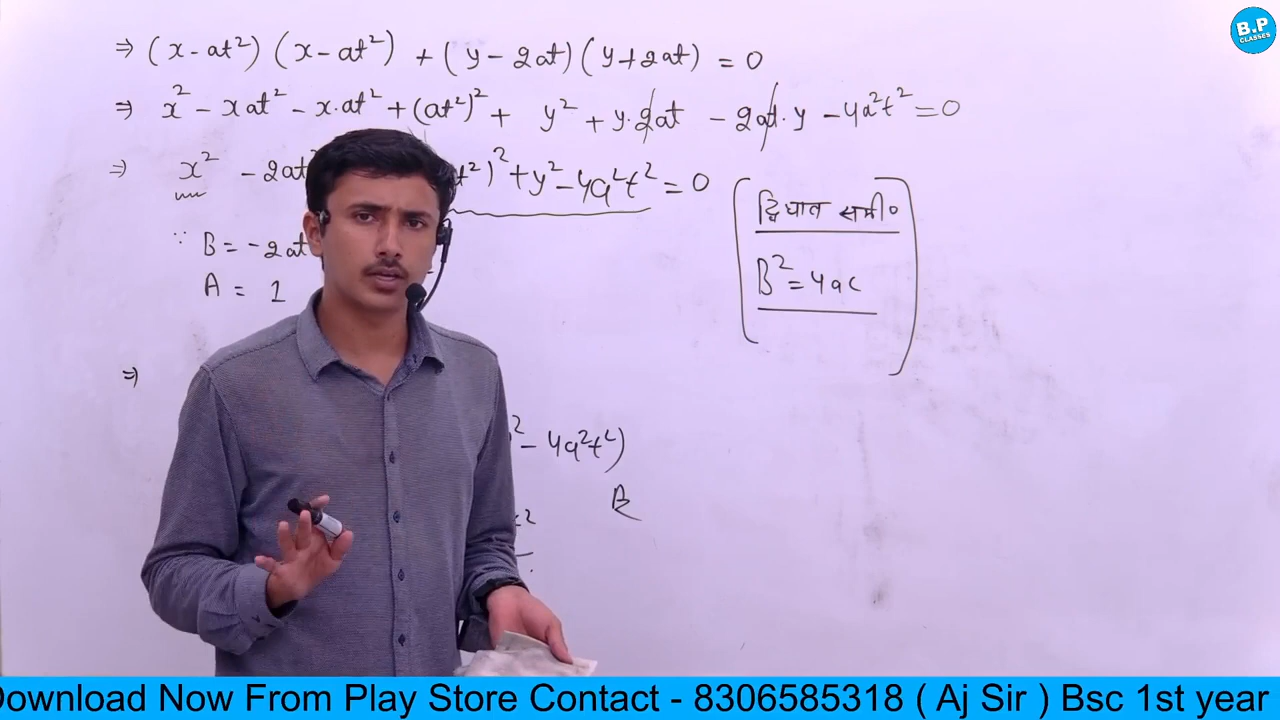 ⇒ (x - at²) (x - at²) + (y - 2at) (y + 2at) = 0
⇒ x² - xat² - x·at² + (at²)² + y² + y·2at - 2at·y - 4a²t² = 0
⇒ x² - 2at t²)² + y² - 4a²t² = 0
द्विघात समी०
∵ B = -2at
B² = 4ac
A = 1
⇒
² - 4a²t²)
B.P
CLASSES
Download Now From Play Store Contact - 8306585318 ( Aj Sir ) Bsc 1st year